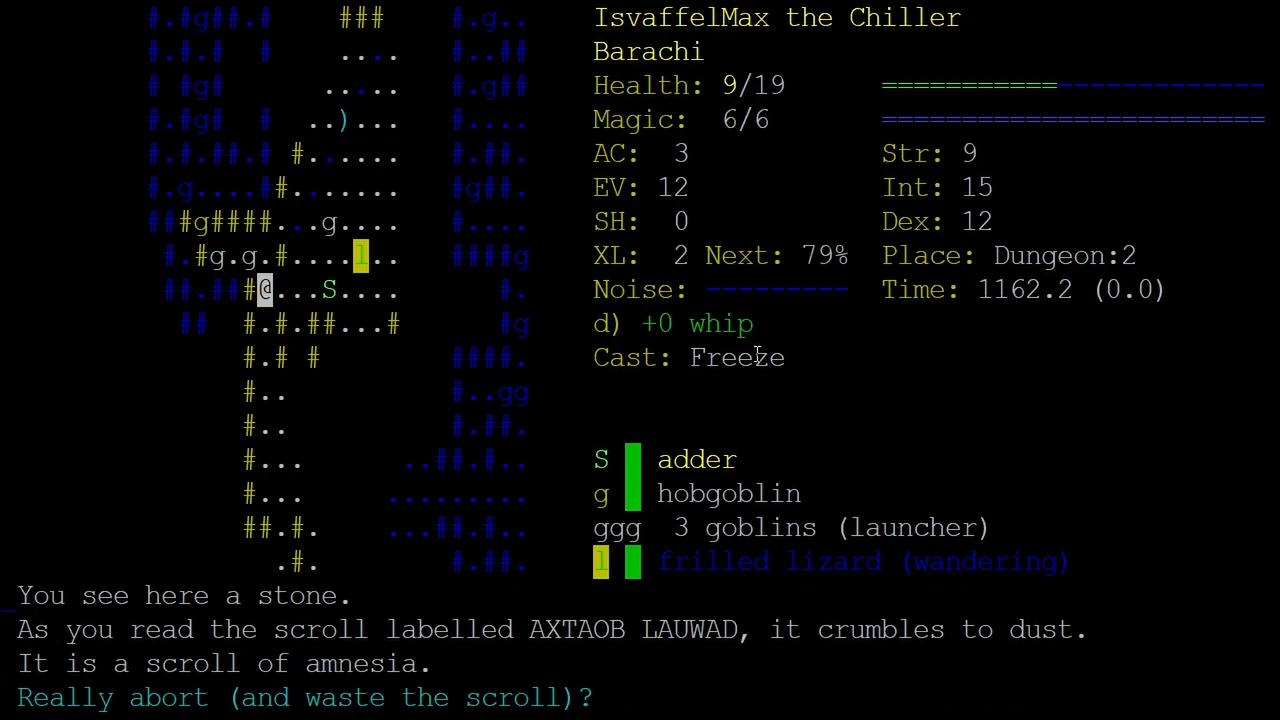 #.#g##.#    ###    #.g..
#.#.#  #    ....   #..##
# #g#      .....   #.g##
#.#g#  #  ..)...   #....
#.#.##.# #......   #.##.
#.g....##.......   #g##.
###g####...g....   #....
#.#g.g.#....l..   ####g
##.###@...S....   #.
##  #.#.##...#      #g
#.# #            ####.
#..            #..gg
#..            #.##.
#...       ..##.#..
#...      .........
##.#.     ...##.#..
.#.         #.##.
IsvaffelMax the Chiller
Barachi
Health: 9/19 ===========-------------
Magic: 6/6 ========================
AC: 3 Str: 9
EV: 12 Int: 15
SH: 0 Dex: 12
XL: 2 Next: 79% Place: Dungeon:2
Noise: --------- Time: 1162.2 (0.0)
d) +0 whip
Cast: Freeze
S adder
g hobgoblin
ggg 3 goblins (launcher)
l frilled lizard (wandering)
You see here a stone.
_As you read the scroll labelled AXTAOB LAUWAD, it crumbles to dust.
It is a scroll of amnesia.
Really abort (and waste the scroll)?